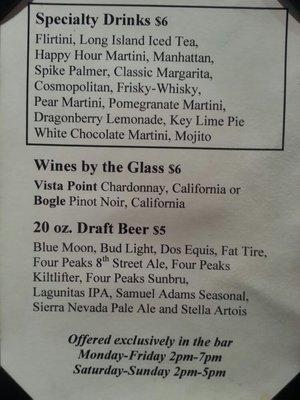 Specialty Drinks $6
Flirtini, Long Island Iced Tea,
Happy Hour Martini, Manhattan,
Spike Palmer, Classic Margarita,
Cosmopolitan, Frisky-Whisky,
Pear Martini, Pomegranate Martini,
Dragonberry Lemonade, Key Lime Pie
White Chocolate Martini, Mojito
Wines by the Glass $6
Vista Point Chardonnay, California or
Bogle Pinot Noir, California
20 oz. Draft Beer $5
Blue Moon, Bud Light, Dos Equis, Fat Tire,
Four Peaks 8th Street Ale, Four Peaks
Kiltlifter, Four Peaks Sunbru,
Lagunitas IPA, Samuel Adams Seasonal,
Sierra Nevada Pale Ale and Stella Artois
Offered exclusively in the bar
Monday-Friday 2pm-7pm
Saturday-Sunday 2pm-5pm